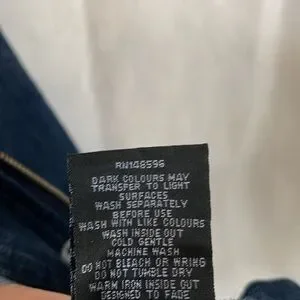 RN148596
DARK COLOURS MAY
TRANSFER TO LIGHT
SURFACES
WASH SEPARATELY
BEFORE USE
WASH WITH LIKE COLOURS
WASH INSIDE OUT
COLD GENTLE
MACHINE WASH
DO NOT BLEACH OR WRING
DO NOT TUMBLE DRY
WARM IRON INSIDE OUT
DESIGNED TO FADE